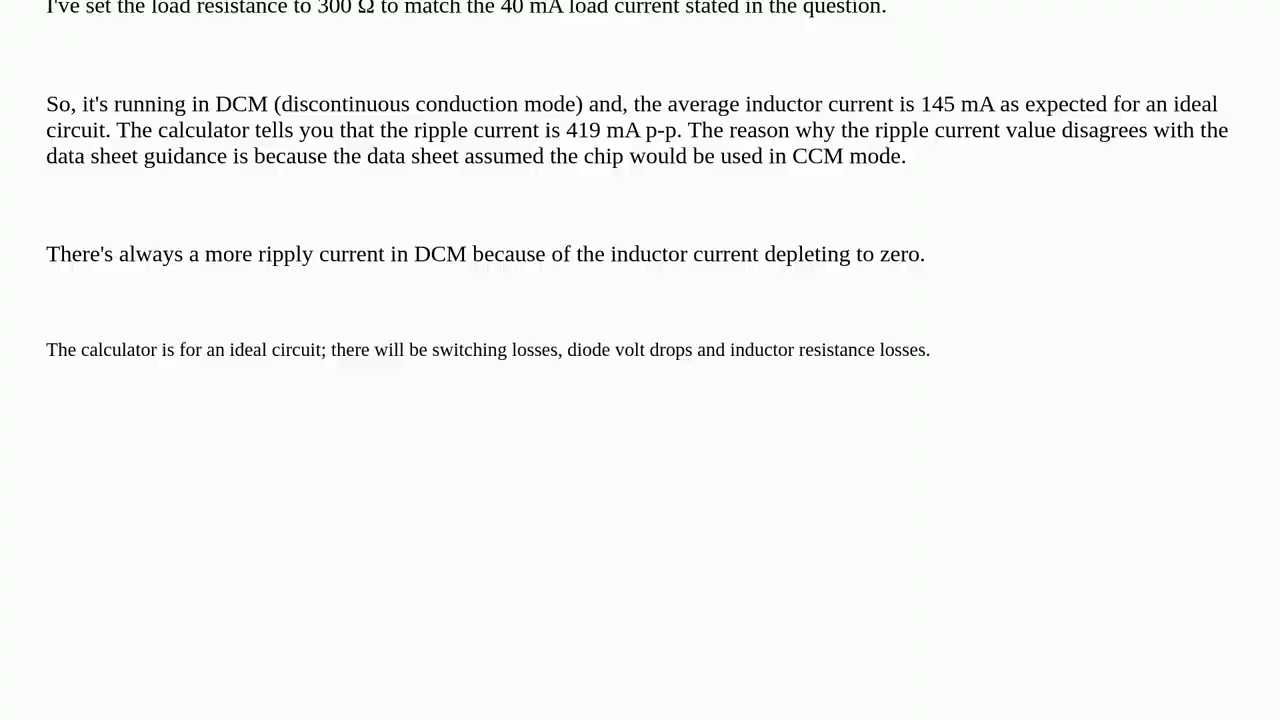 I've set the load resistance to 300 Ω to match the 40 mA load current stated in the question.
So, it's running in DCM (discontinuous conduction mode) and, the average inductor current is 145 mA as expected for an ideal
circuit. The calculator tells you that the ripple current is 419 mA p-p. The reason why the ripple current value disagrees with the
data sheet guidance is because the data sheet assumed the chip would be used in CCM mode.
There's always a more ripply current in DCM because of the inductor current depleting to zero.
The calculator is for an ideal circuit; there will be switching losses, diode volt drops and inductor resistance losses.